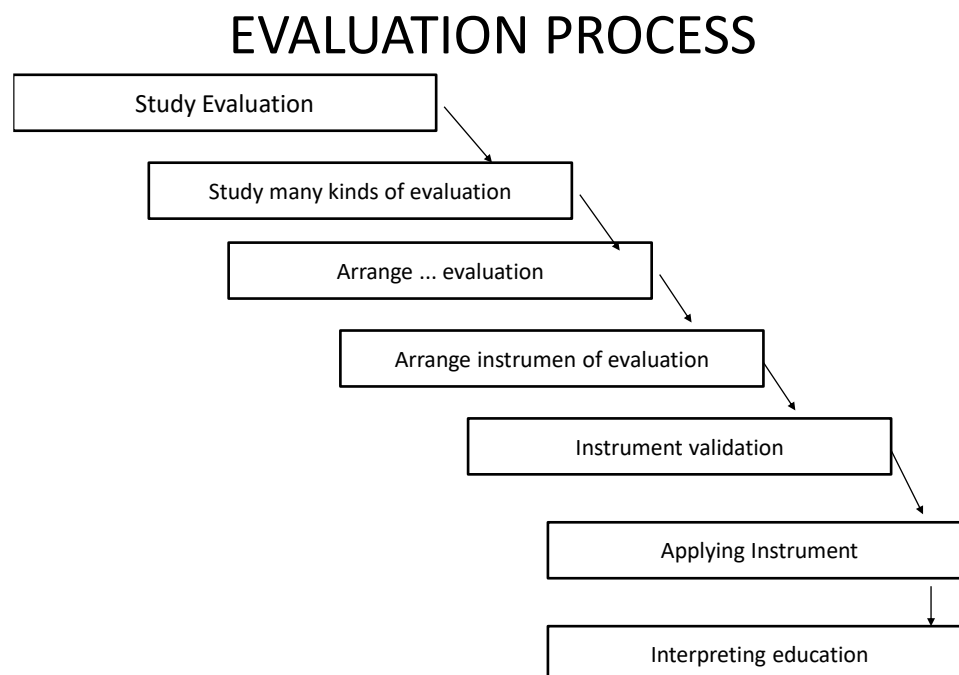 EVALUATION PROCESS
Study Evaluation
Study many kinds of evaluation
Arrange ... evaluation
Arrange instrumen of evaluation
Instrument validation
Applying Instrument
Interpreting education